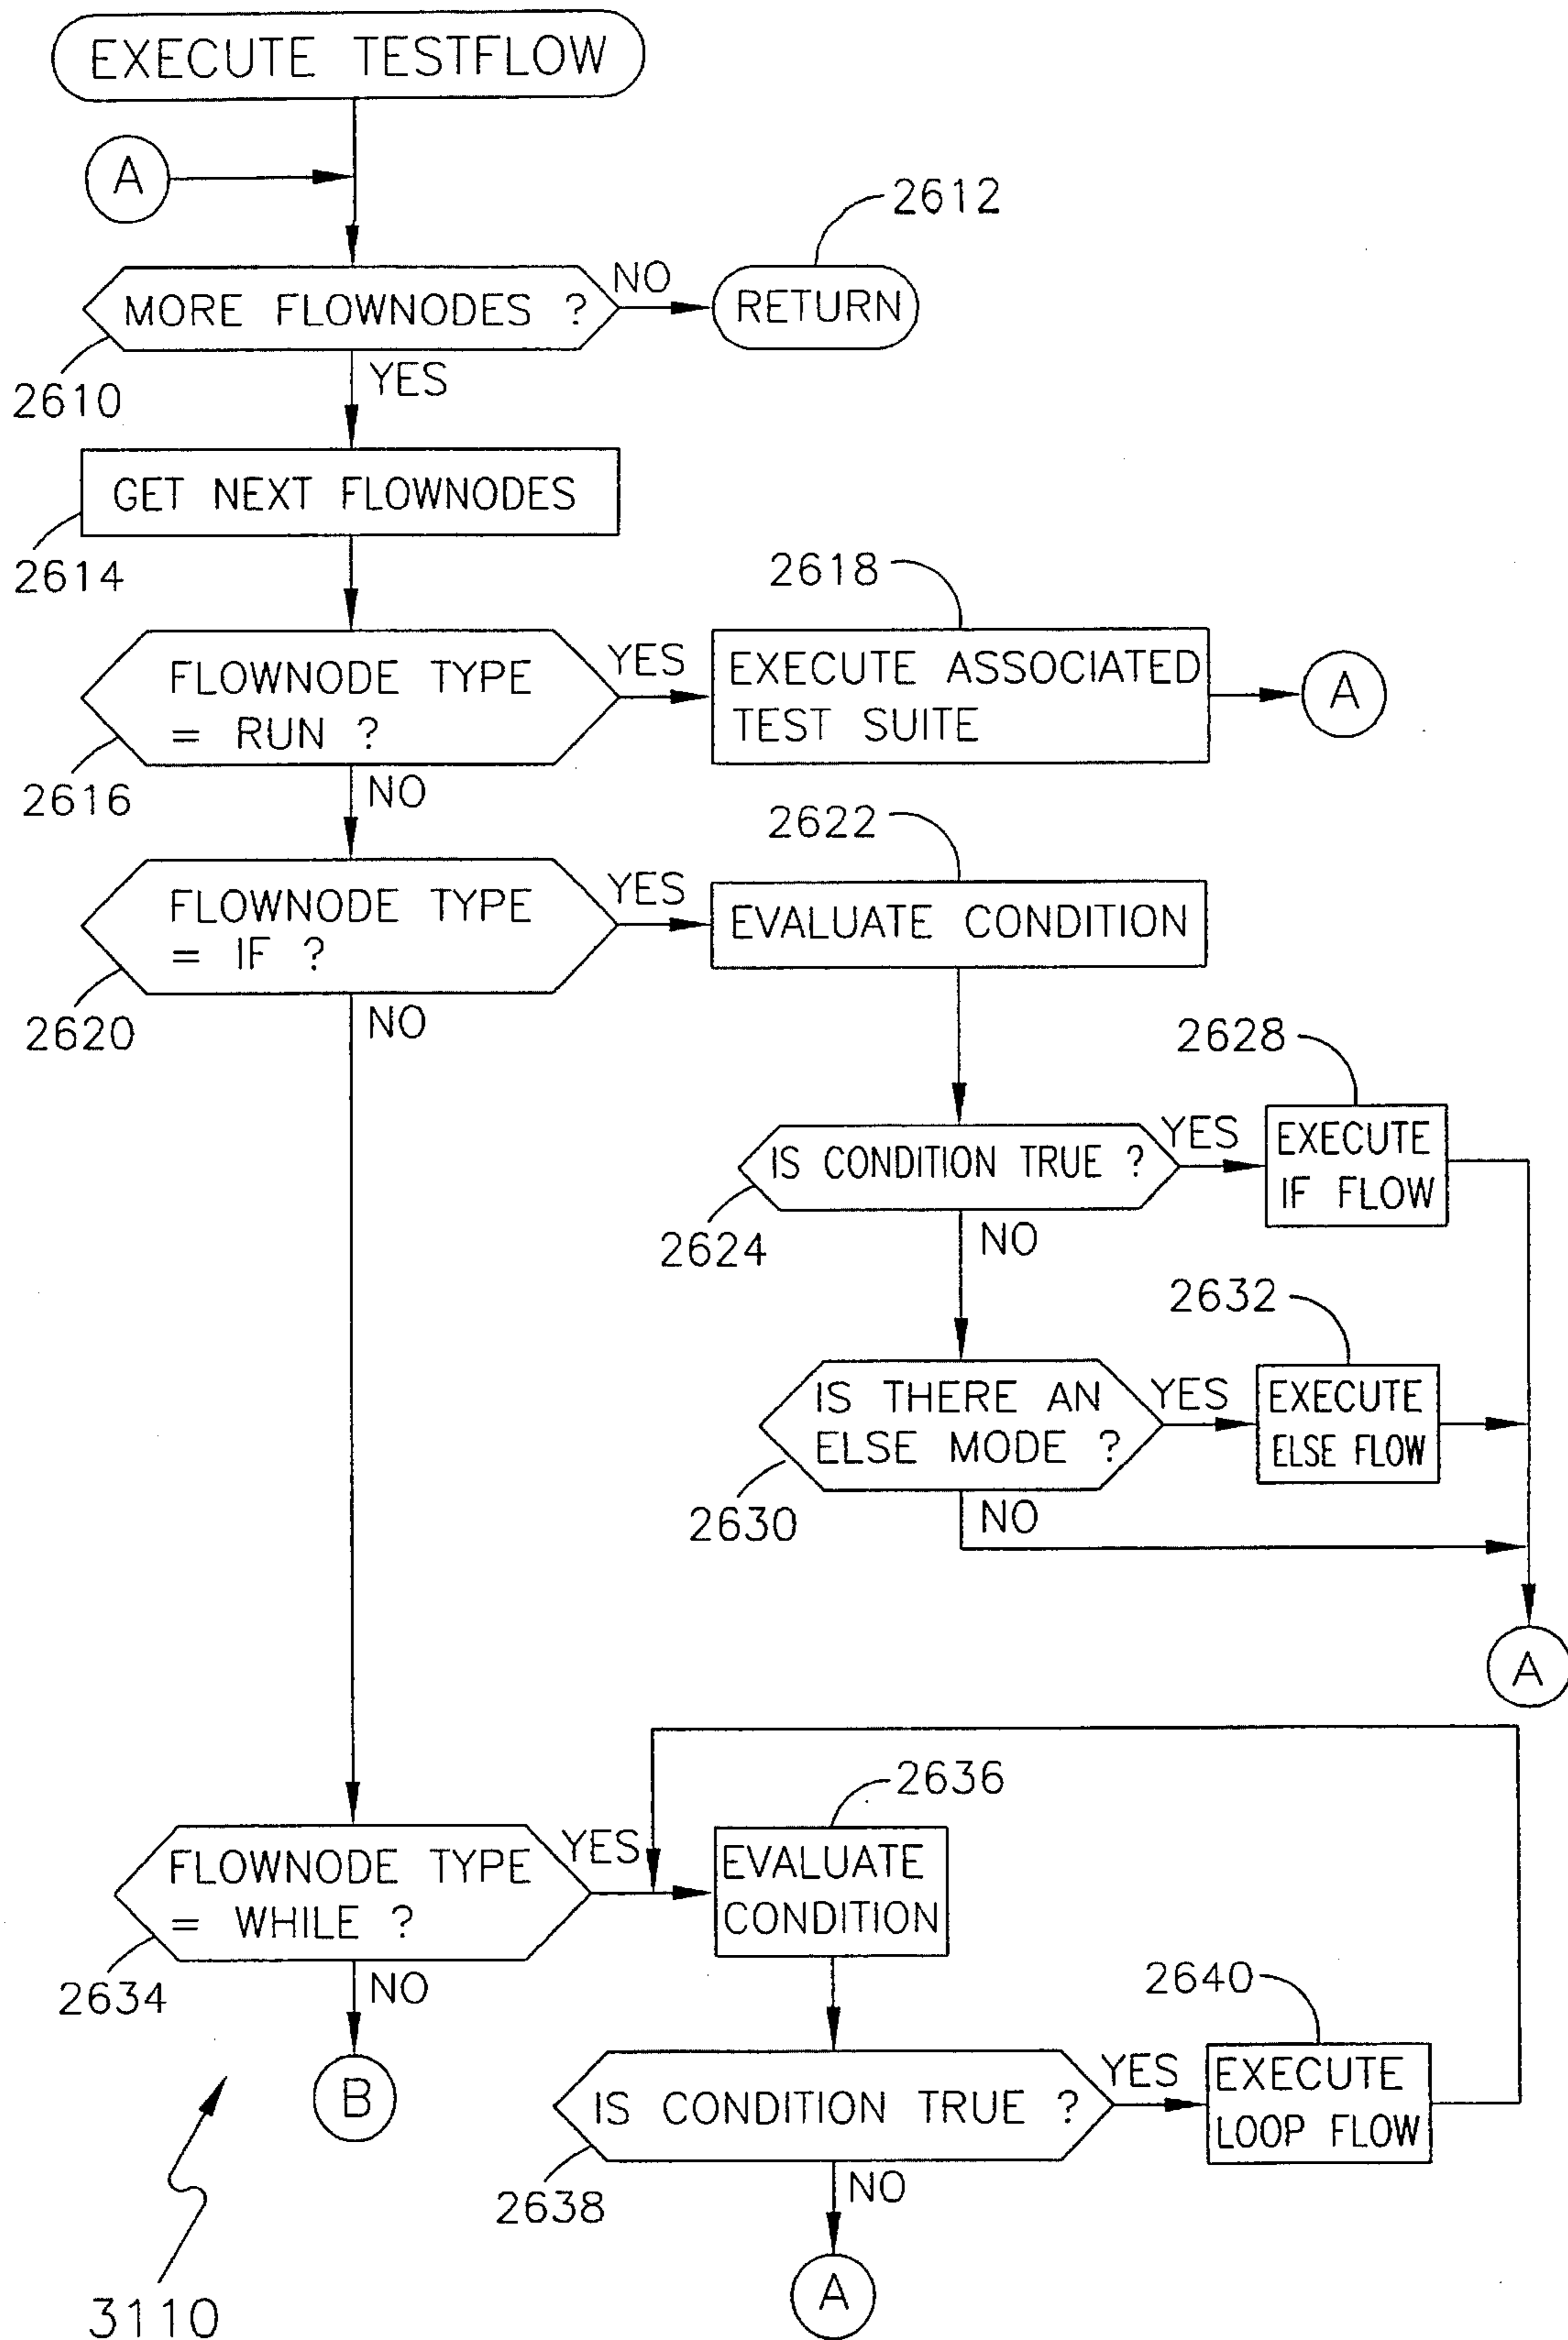 EXECUTE TESTFLOW
A
2612
MORE FLOWNODES ?
NO
RETURN
2610
YES
GET NEXT FLOWNODES
2614
2618
FLOWNODE TYPE
= RUN ?
YES
EXECUTE ASSOCIATED
TEST SUITE
A
2616
NO
2622
FLOWNODE TYPE
= IF ?
YES
EVALUATE CONDITION
2620
NO
2628
IS CONDITION TRUE ?
YES
EXECUTE
IF FLOW
2624
NO
2632
IS THERE AN
ELSE MODE ?
YES
EXECUTE
ELSE FLOW
2630
NO
A
2636
FLOWNODE TYPE
= WHILE ?
YES
EVALUATE
CONDITION
2634
NO
2640
B
IS CONDITION TRUE ?
YES
EXECUTE
LOOP FLOW
2638
NO
A
3110